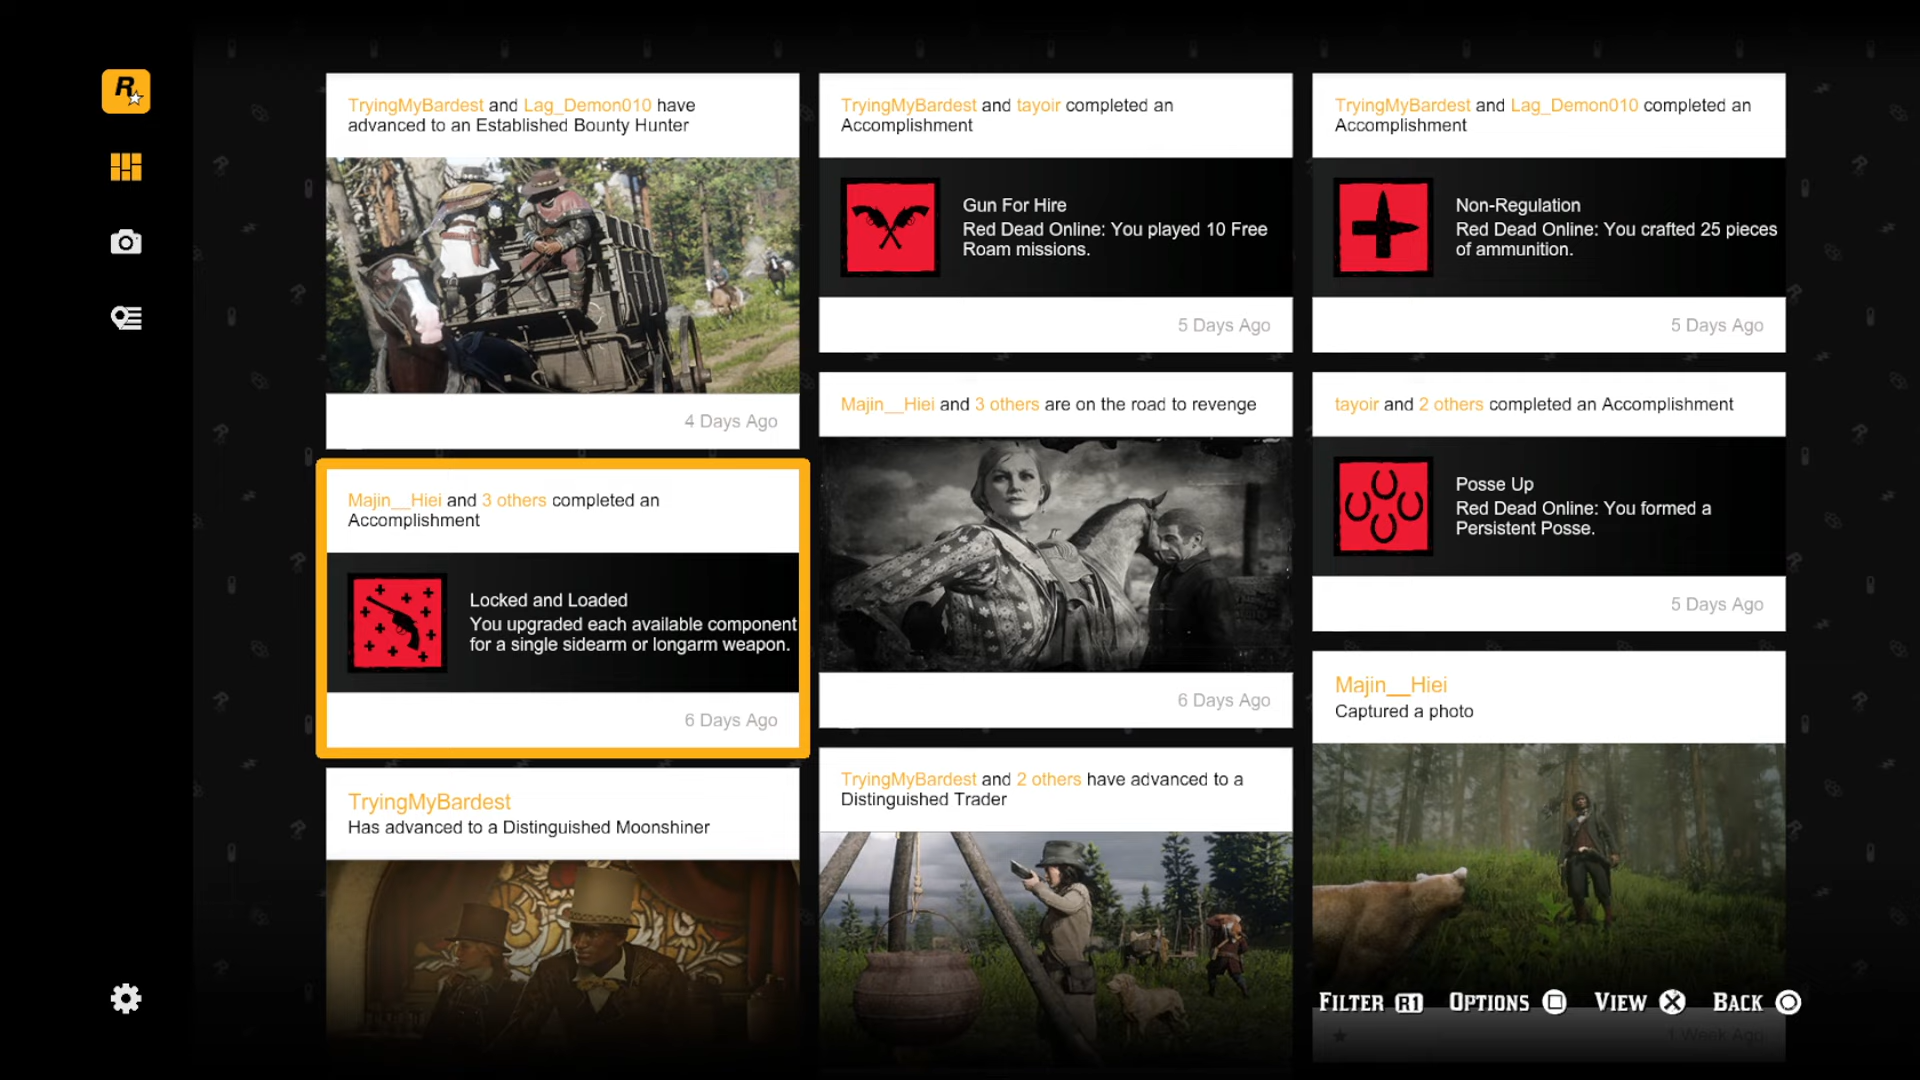 TryingMyBardest and Lag_Demon010 have
advanced to an Established Bounty Hunter
4 Days Ago
Majin__Hiei and 3 others completed an
Accomplishment
Locked and Loaded
You upgraded each available component
for a single sidearm or longarm weapon.
6 Days Ago
TryingMyBardest
Has advanced to a Distinguished Moonshiner
TryingMyBardest and tayoir completed an
Accomplishment
Gun For Hire
Red Dead Online: You played 10 Free
Roam missions.
5 Days Ago
Majin__Hiei and 3 others are on the road to revenge
6 Days Ago
TryingMyBardest and 2 others have advanced to a
Distinguished Trader
TryingMyBardest and Lag_Demon010 completed an
Accomplishment
Non-Regulation
Red Dead Online: You crafted 25 pieces
of ammunition.
5 Days Ago
tayoir and 2 others completed an Accomplishment
Posse Up
Red Dead Online: You formed a
Persistent Posse.
5 Days Ago
Majin__Hiei
Captured a photo
1 Week Ago
FILTER R1 OPTIONS VIEW BACK